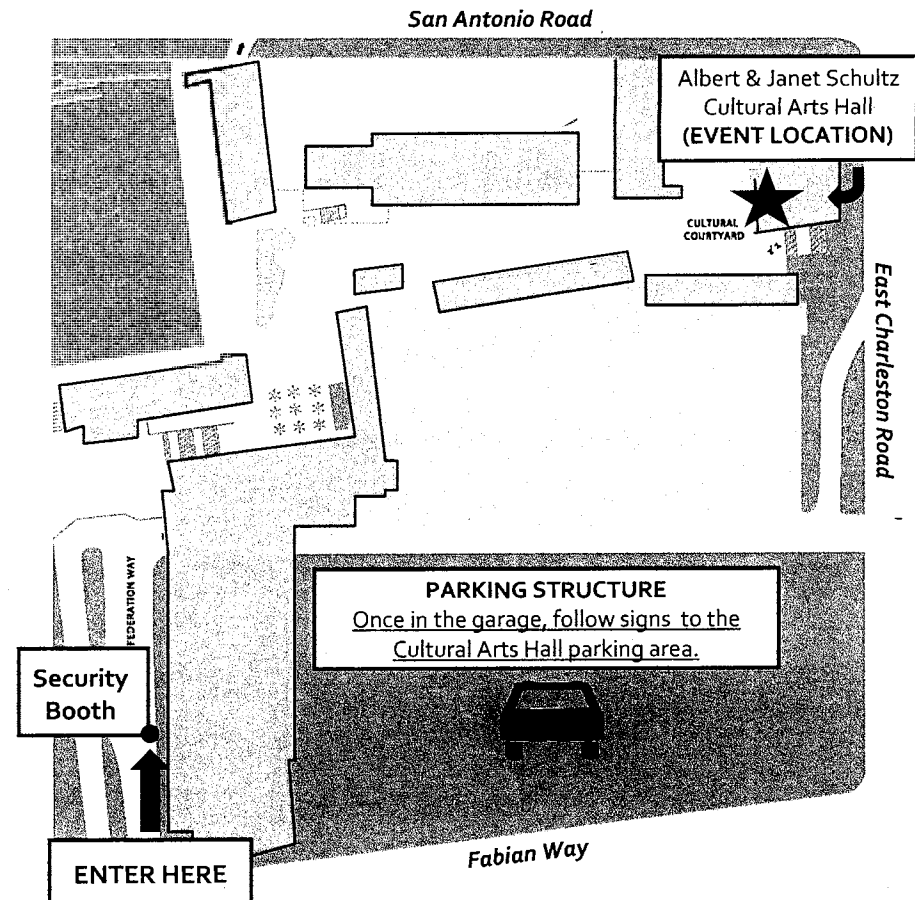 San Antonio Road
Albert & Janet Schultz
Cultural Arts Hall
(EVENT LOCATION)
CULTURAL
COURTYARD
East Charleston Road
FEDERATION WAY
PARKING STRUCTURE
Once in the garage, follow signs to the
Cultural Arts Hall parking area.
Security
Booth
ENTER HERE
Fabian Way